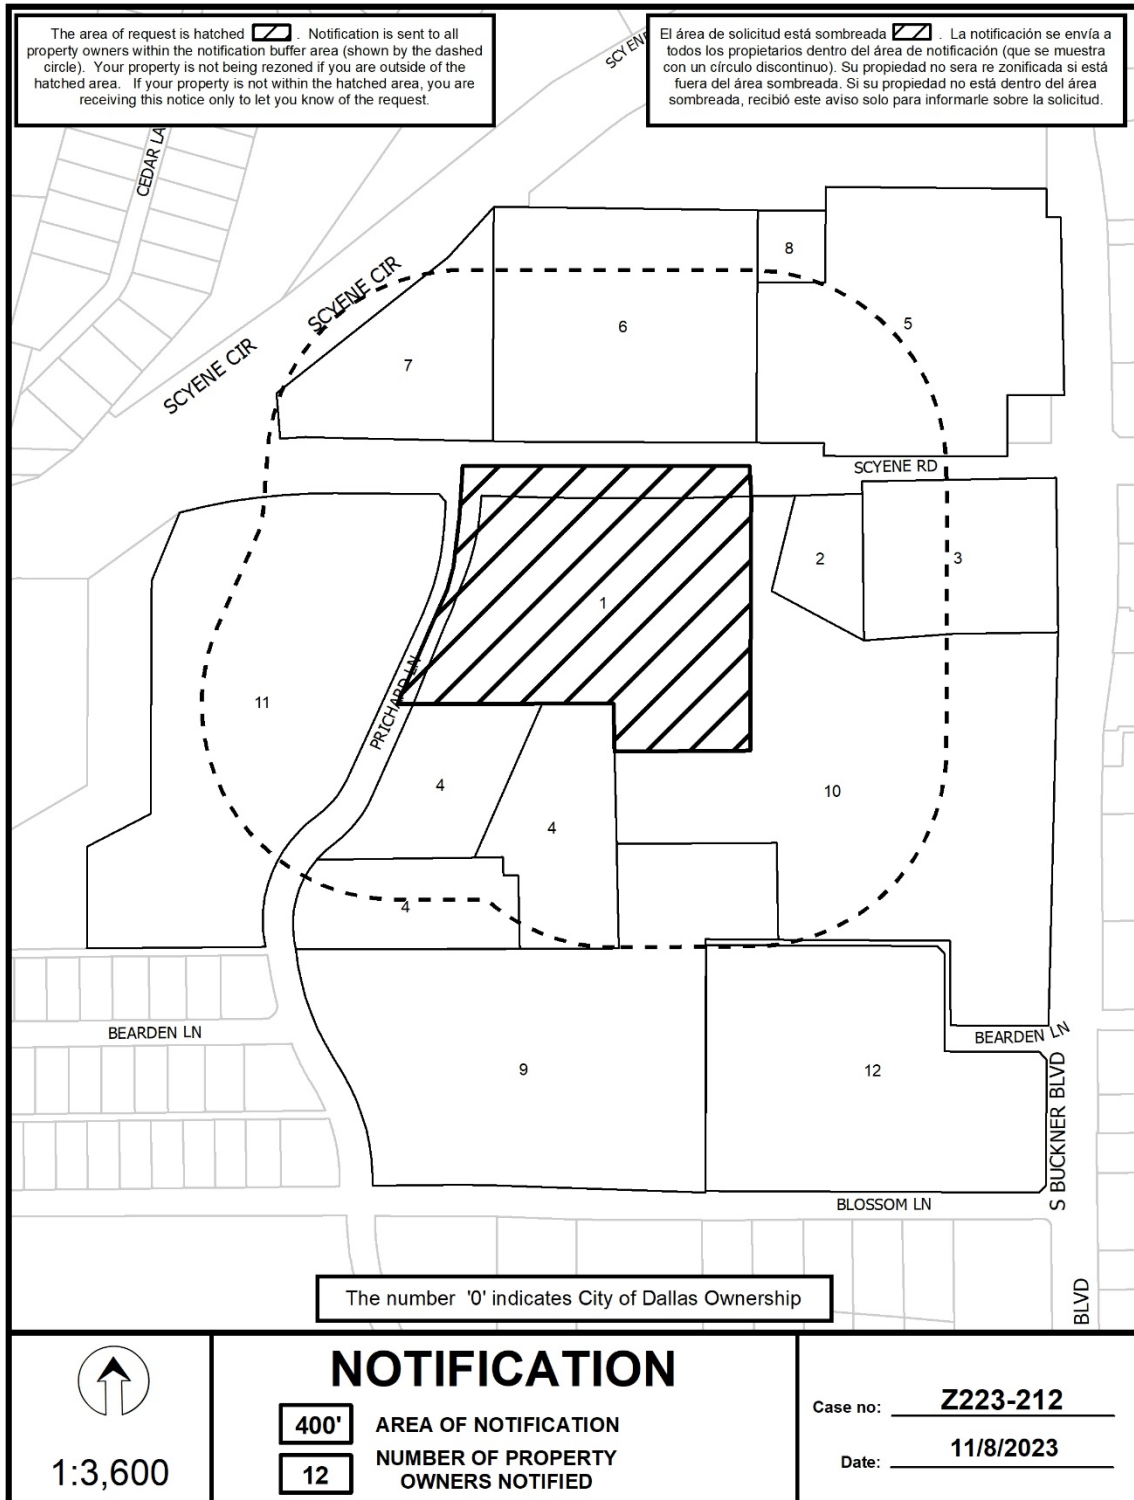 The area of request is hatched . Notification is sent to all
property owners within the notification buffer area (shown by the dashed
circle). Your property is not being rezoned if you are outside of the
hatched area. If your property is not within the hatched area, you are
receiving this notice only to let you know of the request.
El área de solicitud está sombreada . La notificación se envía a
todos los propietarios dentro del área de notificación (que se muestra
con un círculo discontinuo). Su propiedad no sera re zonificada si está
fuera del área sombreada. Si su propiedad no está dentro del área
sombreada, recibió este aviso solo para informarle sobre la solicitud.
CEDAR LA
8
SCYENE CIR
6
5
7
SCYENE CIR
SCYENE RD
2
3
1
PRICHARD LN
11
4
10
4
4
BEARDEN LN
BEARDEN LN
9
12
S BUCKNER BLVD
BLOSSOM LN
BLVD
The number '0' indicates City of Dallas Ownership
1:3,600
NOTIFICATION
400' AREA OF NOTIFICATION
12 NUMBER OF PROPERTY
OWNERS NOTIFIED
Case no: Z223-212
Date: 11/8/2023